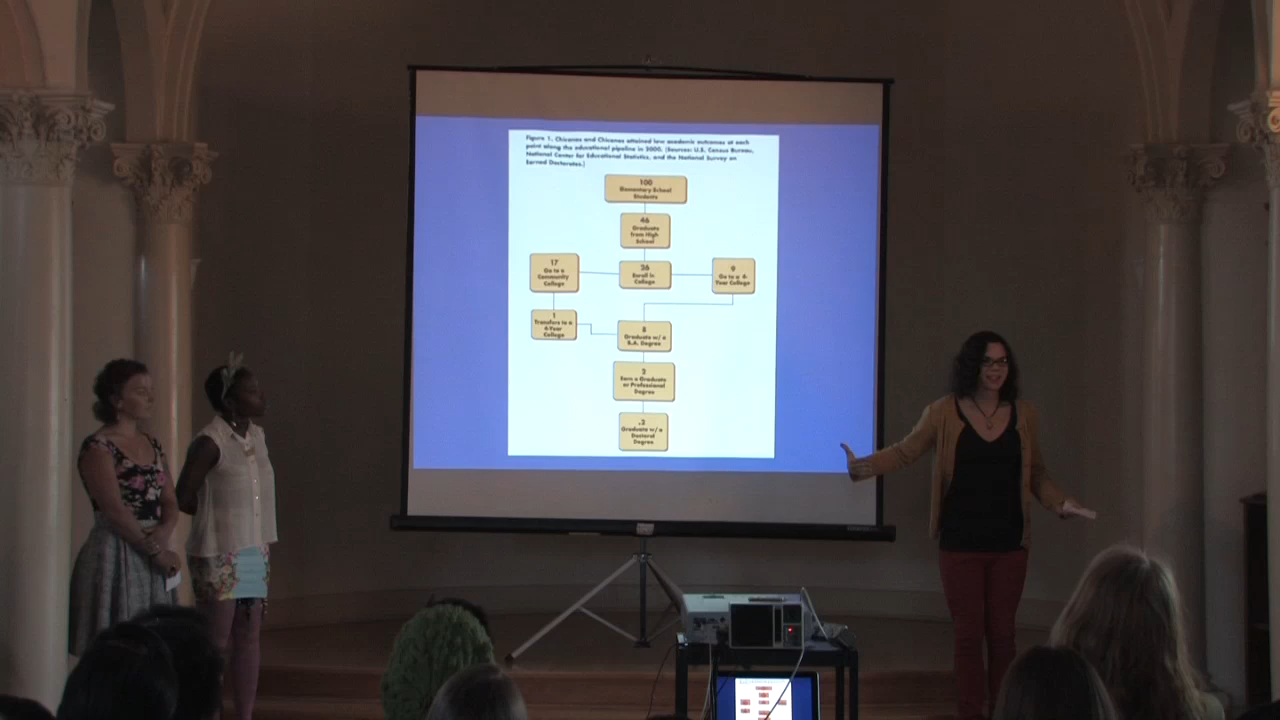 Figure 1. Chicanas and Chicanos attained low academic outcomes at each
point along the educational pipeline in 2000. (Sources: U.S. Census Bureau,
National Center for Educational Statistics, and the National Survey on
Earned Doctorates.)
100
Elementary School
Students
46
Graduate
from High
School
17
Go to a
Community
College
26
Enroll in
College
9
Go to a 4-
Year College
1
Transfers to a
4-Year
College
8
Graduate w/ a
B.A. Degree
2
Earn a Graduate
or Professional
Degree
.2
Graduate w/ a
Doctoral
Degree